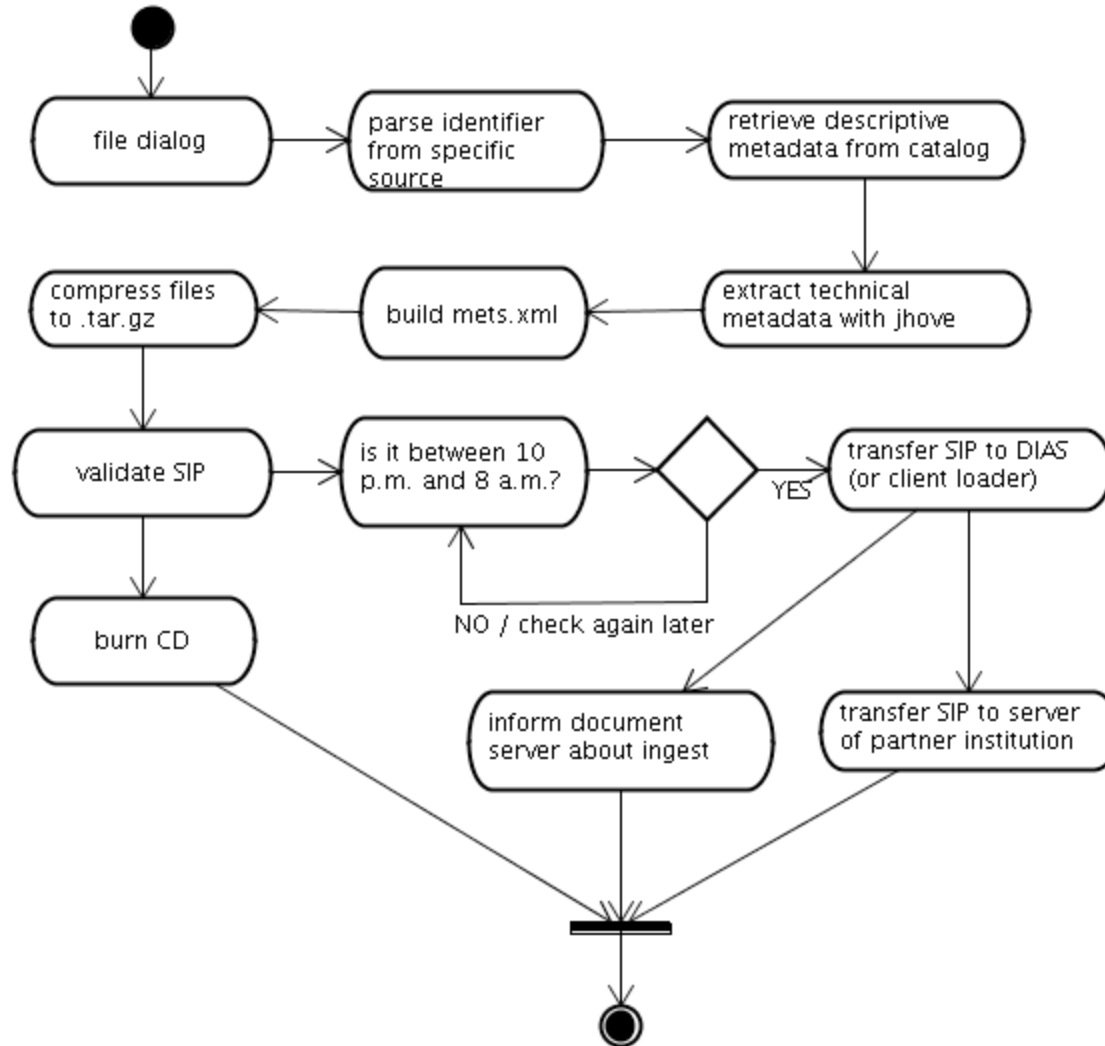 file dialog
parse identifier
from specific
source
retrieve descriptive
metadata from catalog
compress files
to .tar.gz
build mets.xml
extract technical
metadata with jhove
validate SIP
is it between 10
p.m. and 8 a.m.?
YES
transfer SIP to DIAS
(or client loader)
NO / check again later
burn CD
inform document
server about ingest
transfer SIP to server
of partner institution